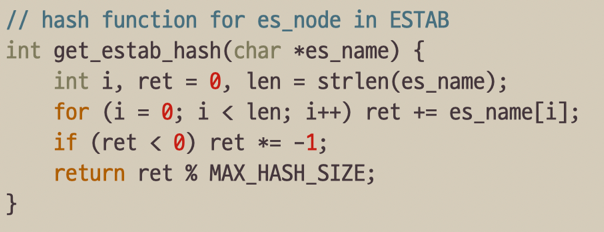 // hash function for es_node in ESTAB
int get_estab_hash(char *es_name) {
    int i, ret = 0, len = strlen(es_name);
    for (i = 0; i < len; i++) ret += es_name[i];
    if (ret < 0) ret *= -1;
    return ret % MAX_HASH_SIZE;
}